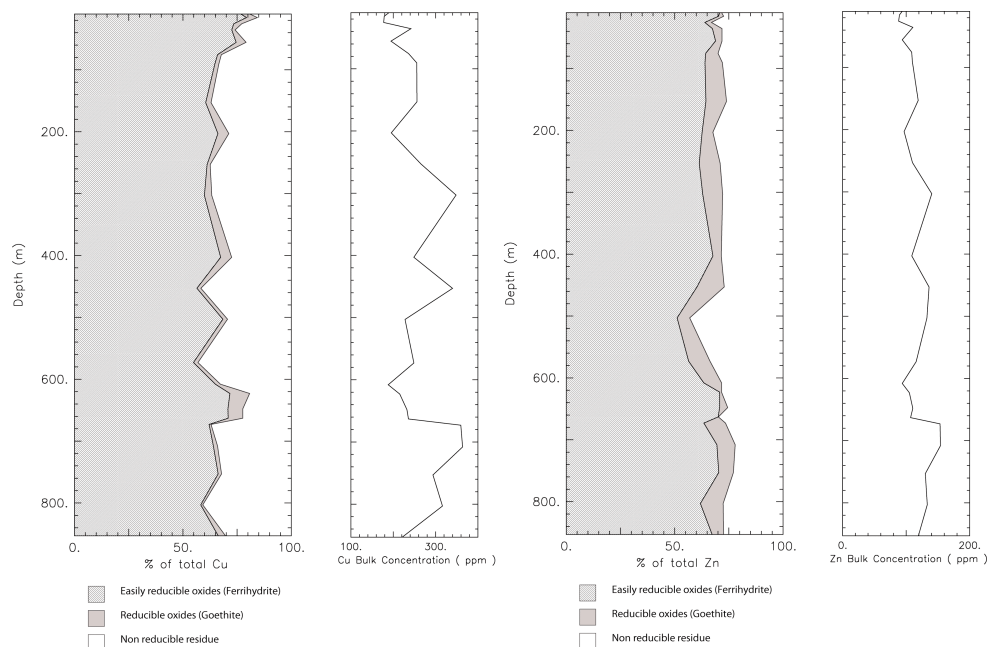 200.
400.
600.
800.
Depth (m)
0.
50.
100.
% of total Cu
100.
300.
Cu Bulk Concentration ( ppm )
200.
400.
600.
800.
Depth (m)
0.
50.
100.
% of total Zn
0.
200.
Zn Bulk Concentration ( ppm )
Easily reducible oxides (Ferrihydrite)
Reducible oxides (Goethite)
Non reducible residue
Easily reducible oxides (Ferrihydrite)
Reducible oxides (Goethite)
Non reducible residue